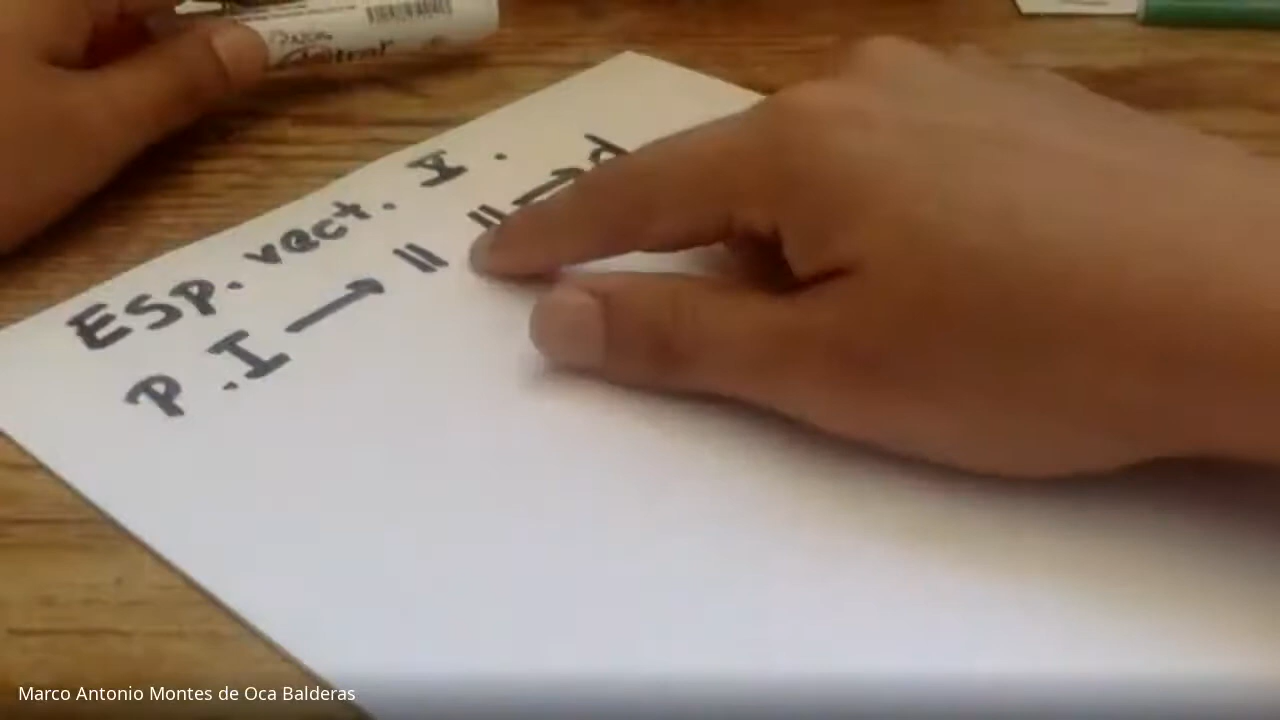 ESp. vect. I.
P.I → || || → d
Marco Antonio Montes de Oca Balderas